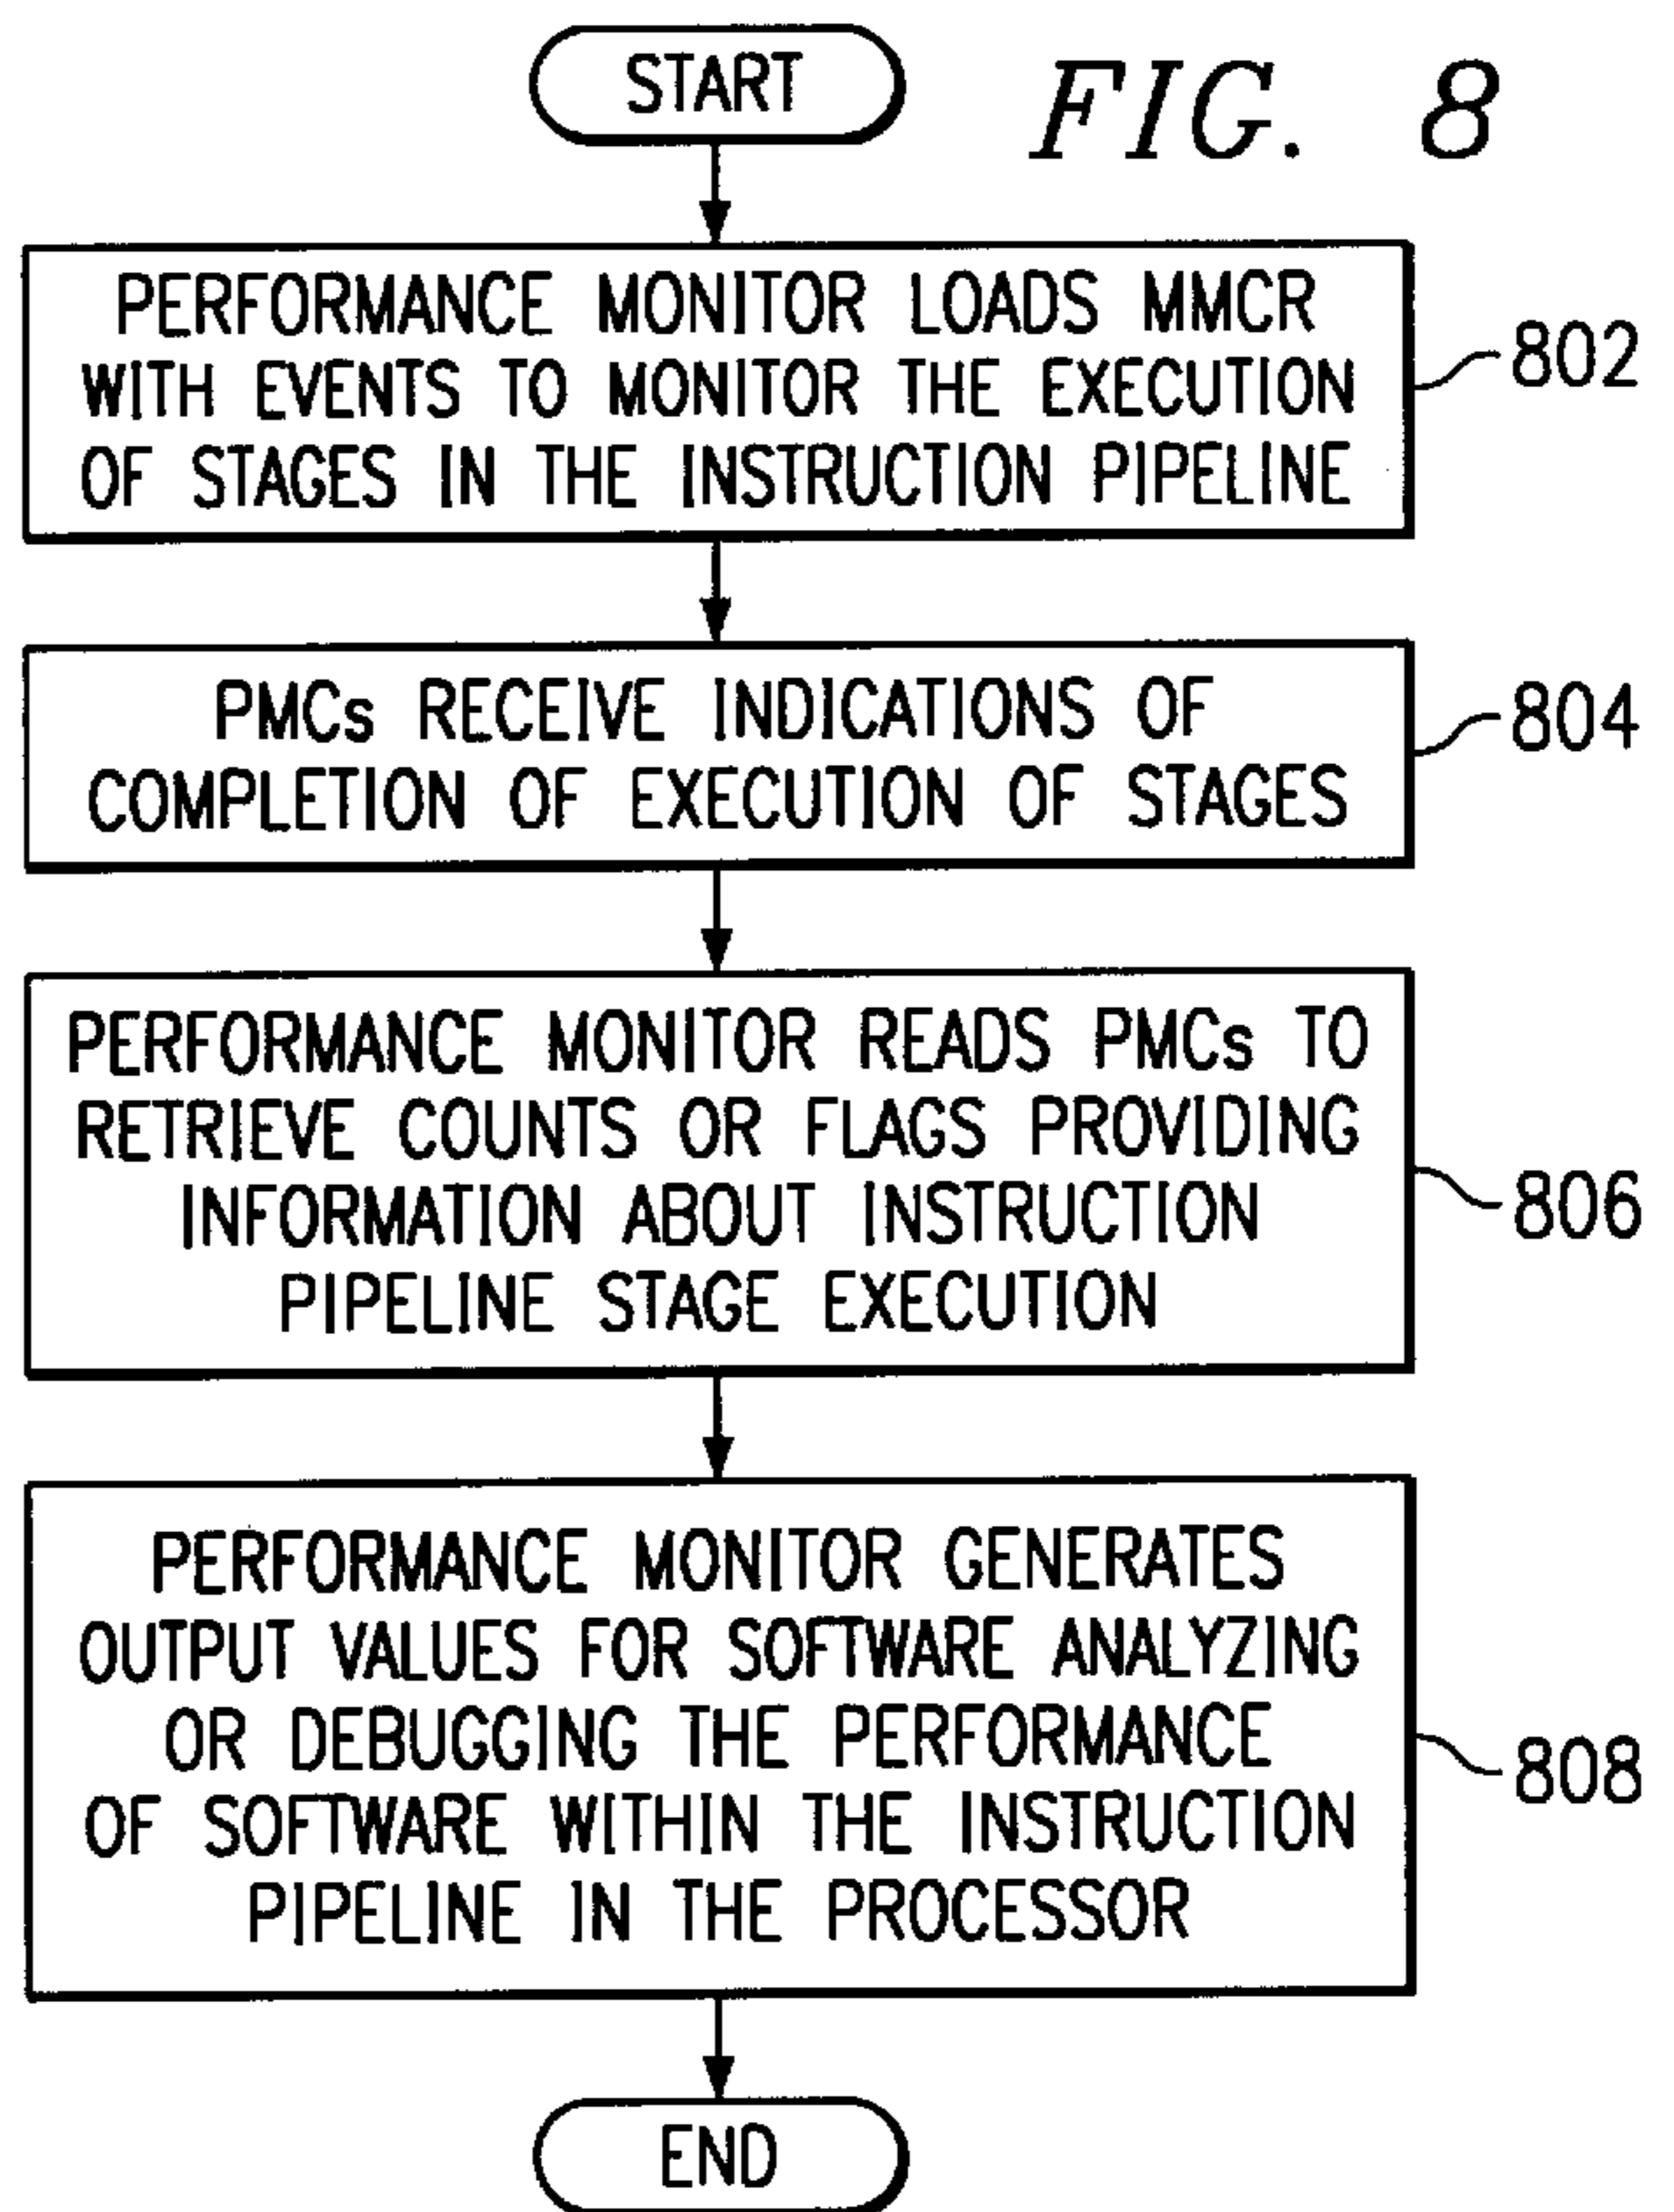 START
FIG. 8
PERFORMANCE MONITOR LOADS MMCR
WITH EVENTS TO MONITOR THE EXECUTION
OF STAGES IN THE INSTRUCTION PIPELINE
802
PMCs RECEIVE INDICATIONS OF
COMPLETION OF EXECUTION OF STAGES
804
PERFORMANCE MONITOR READS PMCs TO
RETRIEVE COUNTS OR FLAGS PROVIDING
INFORMATION ABOUT INSTRUCTION
PIPELINE STAGE EXECUTION
806
PERFORMANCE MONITOR GENERATES
OUTPUT VALUES FOR SOFTWARE ANALYZING
OR DEBUGGING THE PERFORMANCE
OF SOFTWARE WITHIN THE INSTRUCTION
PIPELINE IN THE PROCESSOR
808
END